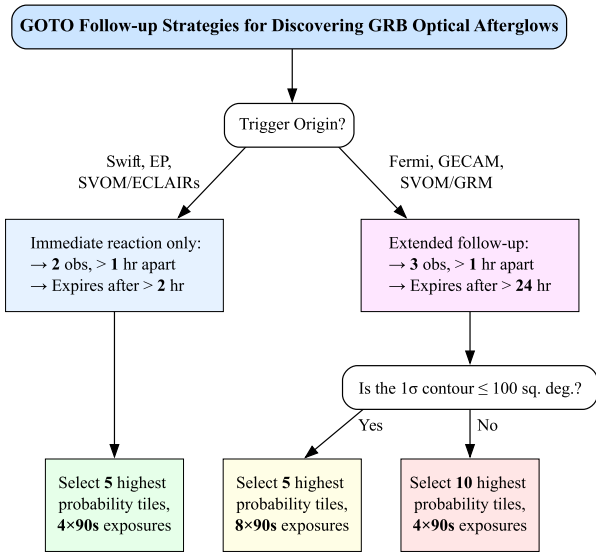 GOTO Follow-up Strategies for Discovering GRB Optical Afterglows
Trigger Origin?
Swift, EP,
SVOM/ECLAIRs
Fermi, GECAM,
SVOM/GRM
Immediate reaction only:
→ 2 obs, > 1 hr apart
→ Expires after > 2 hr
Extended follow-up:
→ 3 obs, > 1 hr apart
→ Expires after > 24 hr
Is the 1σ contour ≤ 100 sq. deg.?
Yes
No
Select 5 highest
probability tiles,
4×90s exposures
Select 5 highest
probability tiles,
8×90s exposures
Select 10 highest
probability tiles,
4×90s exposures